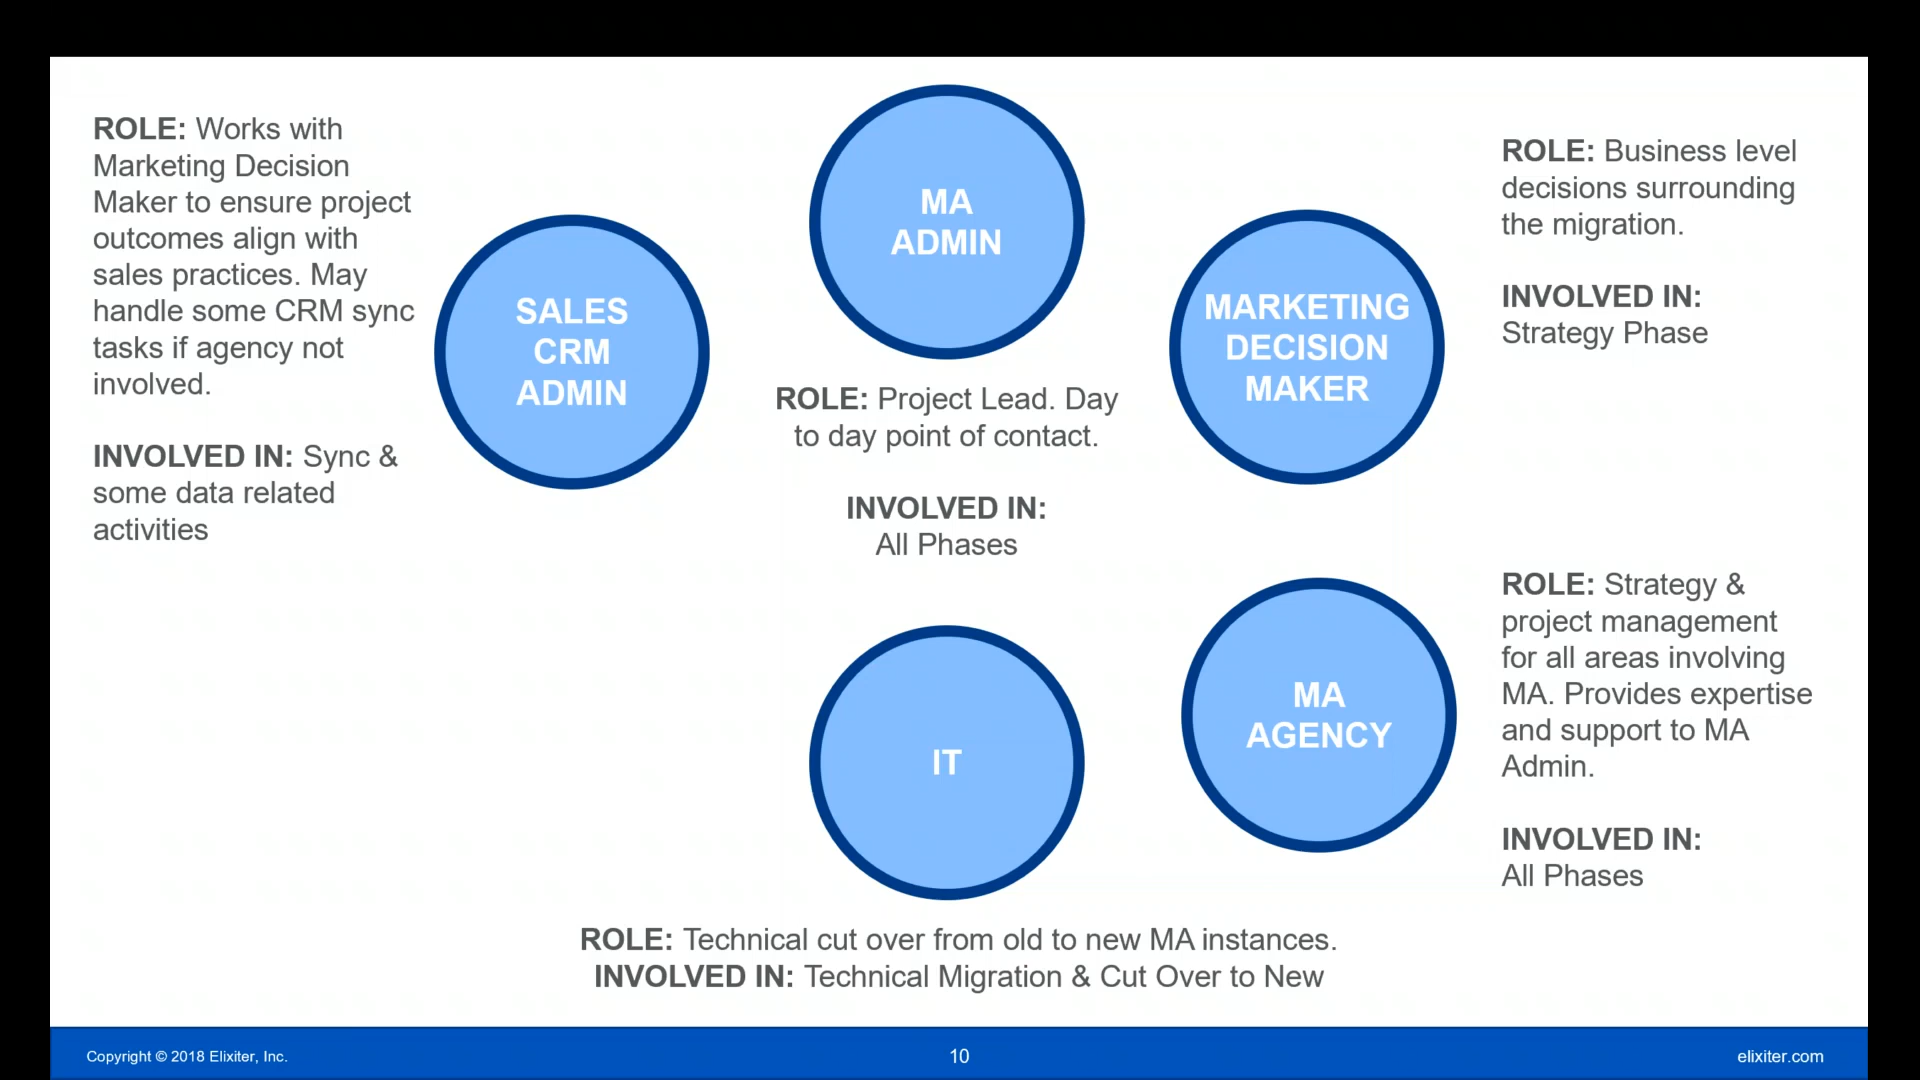 ROLE: Works with
Marketing Decision
Maker to ensure project
outcomes align with
sales practices. May
handle some CRM sync
tasks if agency not
involved.
INVOLVED IN: Sync &
some data related
activities
SALES
CRM
ADMIN
MA
ADMIN
ROLE: Project Lead. Day
to day point of contact.
INVOLVED IN:
All Phases
MARKETING
DECISION
MAKER
ROLE: Business level
decisions surrounding
the migration.
INVOLVED IN:
Strategy Phase
IT
ROLE: Technical cut over from old to new MA instances.
INVOLVED IN: Technical Migration & Cut Over to New
MA
AGENCY
ROLE: Strategy &
project management
for all areas involving
MA. Provides expertise
and support to MA
Admin.
INVOLVED IN:
All Phases
Copyright © 2018 Elixiter, Inc.
10
elixiter.com